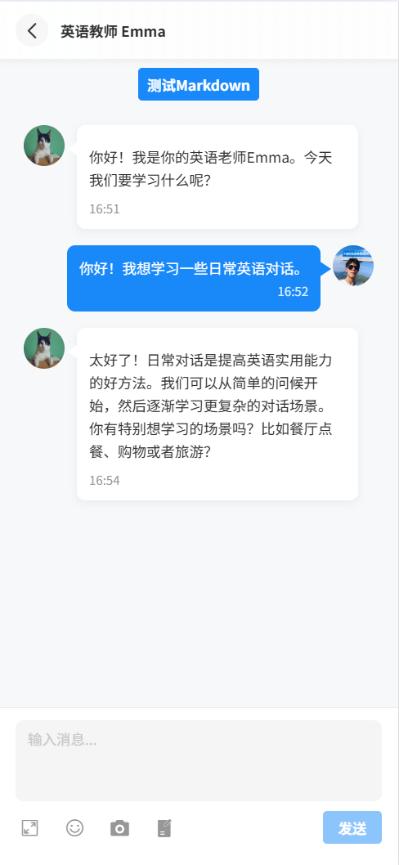 英语教师 Emma
测试Markdown
你好！我是你的英语老师Emma。今天
我们要学习什么呢？
16:51
你好！我想学习一些日常英语对话。
16:52
太好了！日常对话是提高英语实用能力
的好方法。我们可以从简单的问候开
始，然后逐渐学习更复杂的对话场景。
你有特别想学习的场景吗？比如餐厅点
餐、购物或者旅游？
16:54
输入消息...
发送